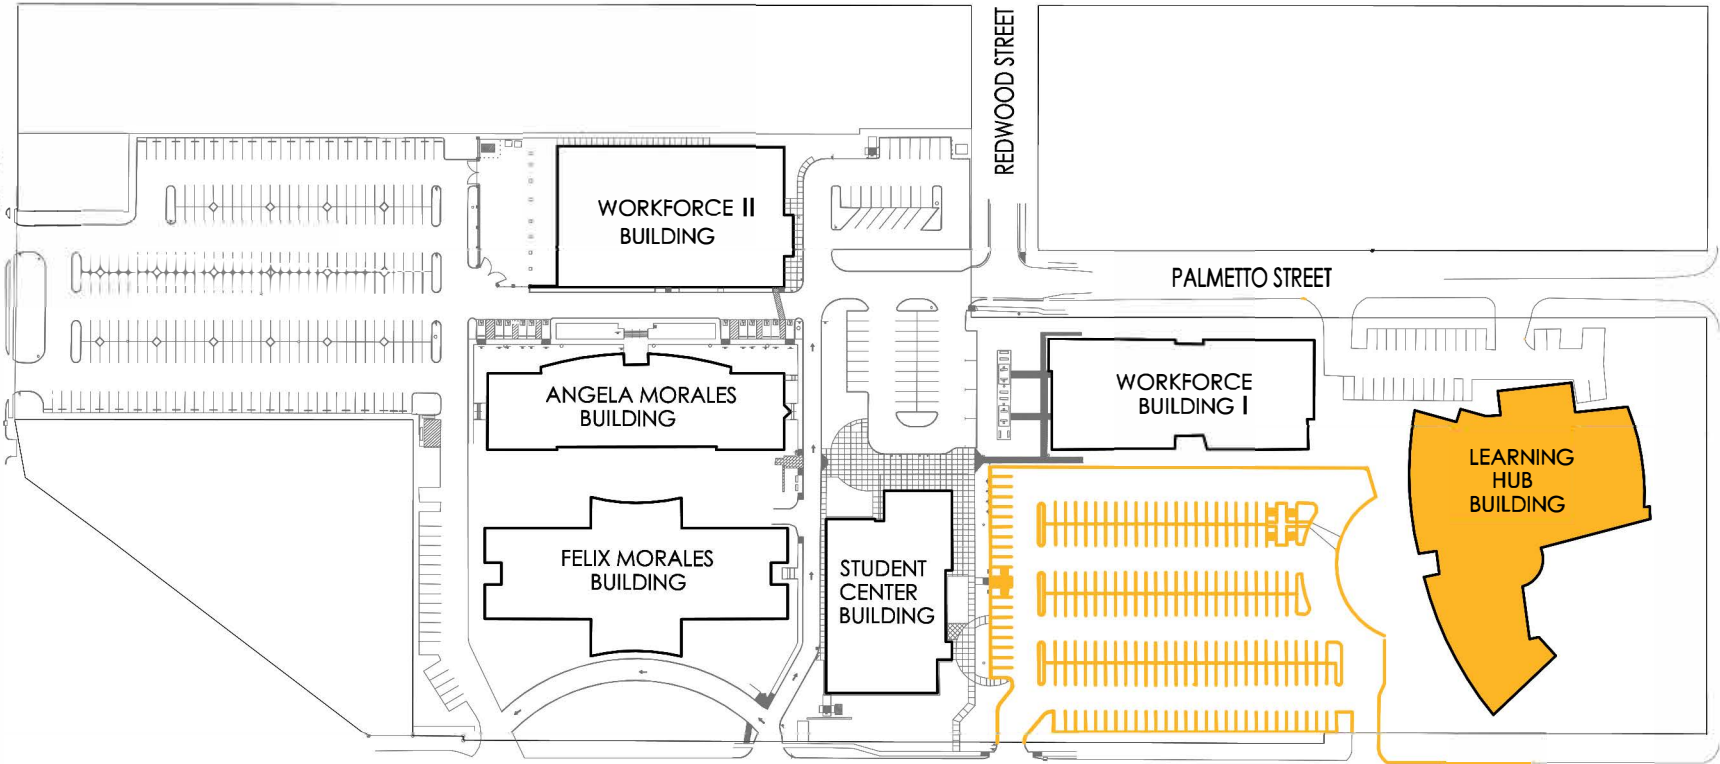 REDWOOD STREET
WORKFORCE II
BUILDING
PALMETTO STREET
ANGELA MORALES
BUILDING
WORKFORCE
BUILDING I
LEARNING
HUB
BUILDING
FELIX MORALES
BUILDING
STUDENT
CENTER
BUILDING